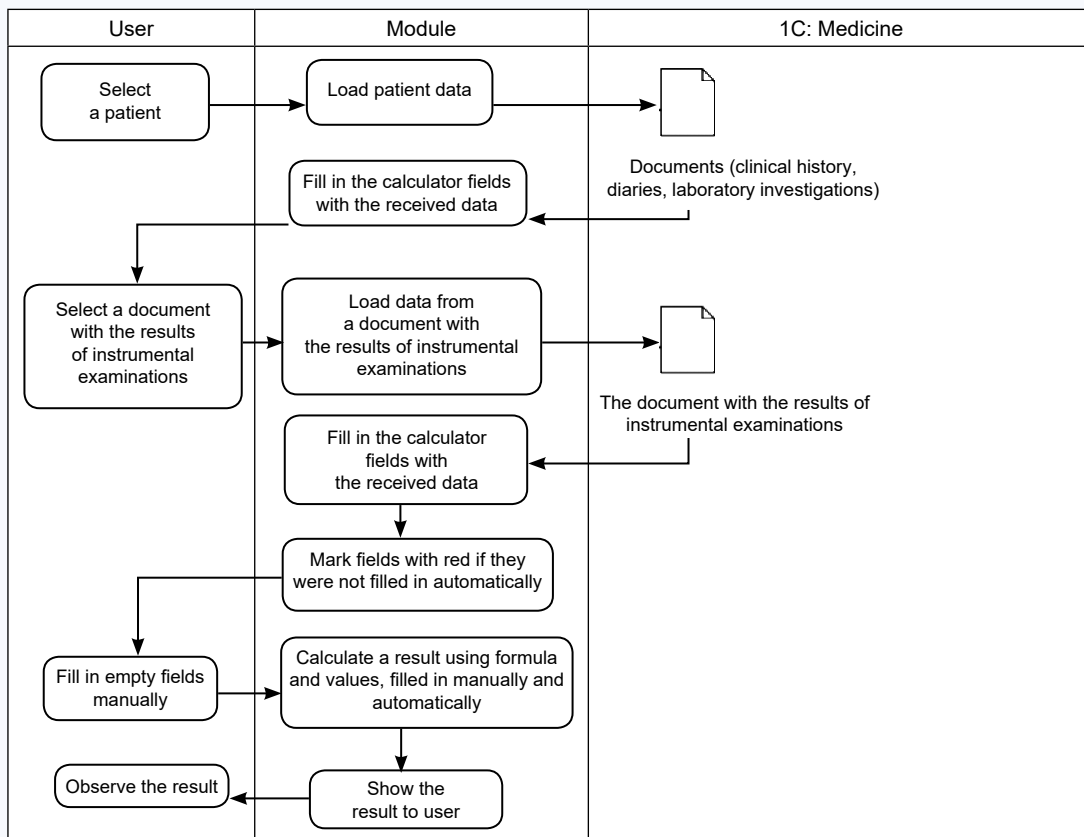 User
Module
1C: Medicine
Select
a patient
Load patient data
Documents (clinical history,
diaries, laboratory investigations)
Fill in the calculator fields
with the received data
Select a document
with the results
of instrumental
examinations
Load data from
a document with
the results of instrumental
examinations
The document with the results of
instrumental examinations
Fill in the calculator
fields with
the received data
Mark fields with red if they
were not filled in automatically
Fill in empty fields
manually
Calculate a result using formula
and values, filled in manually and
automatically
Show the
result to user
Observe the result